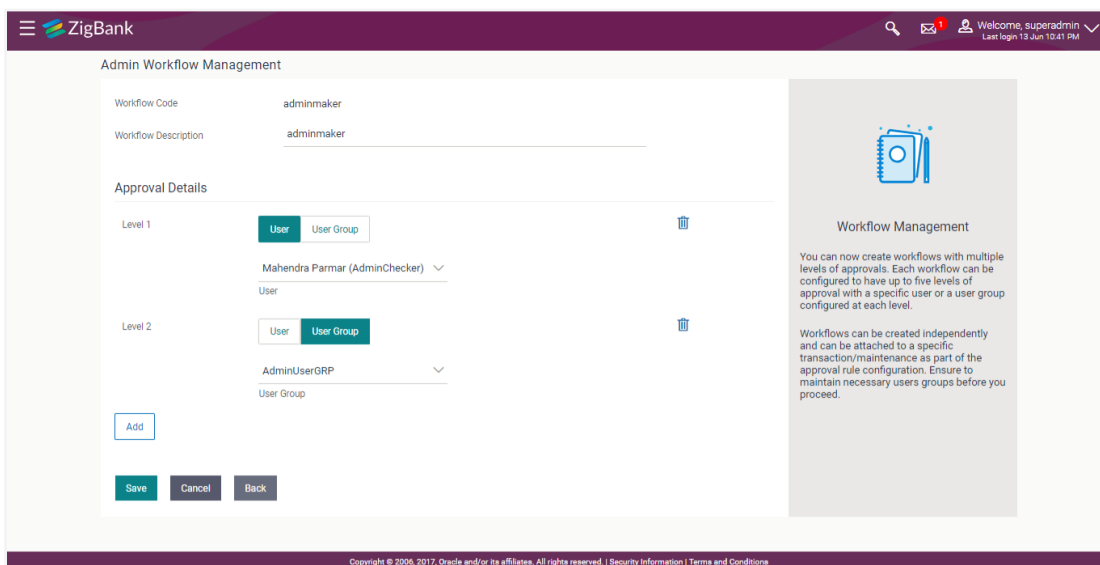 ZigBank
1
Welcome, superadmin
Last login 13 Jun 10:41 PM
Admin Workflow Management
Workflow Code
adminmaker
Workflow Description
adminmaker
Approval Details
Level 1
User
User Group
Mahendra Parmar (AdminChecker)
User
Level 2
User
User Group
AdminUserGRP
User Group
Add
Save
Cancel
Back
Workflow Management
You can now create workflows with multiple
levels of approvals. Each workflow can be
configured to have up to five levels of
approval with a specific user or a user group
configured at each level.
Workflows can be created independently
and can be attached to a specific
transaction/maintenance as part of the
approval rule configuration. Ensure to
maintain necessary users groups before you
proceed.
Copyright © 2006, 2017, Oracle and/or its affiliates. All rights reserved. | Security Information | Terms and Conditions